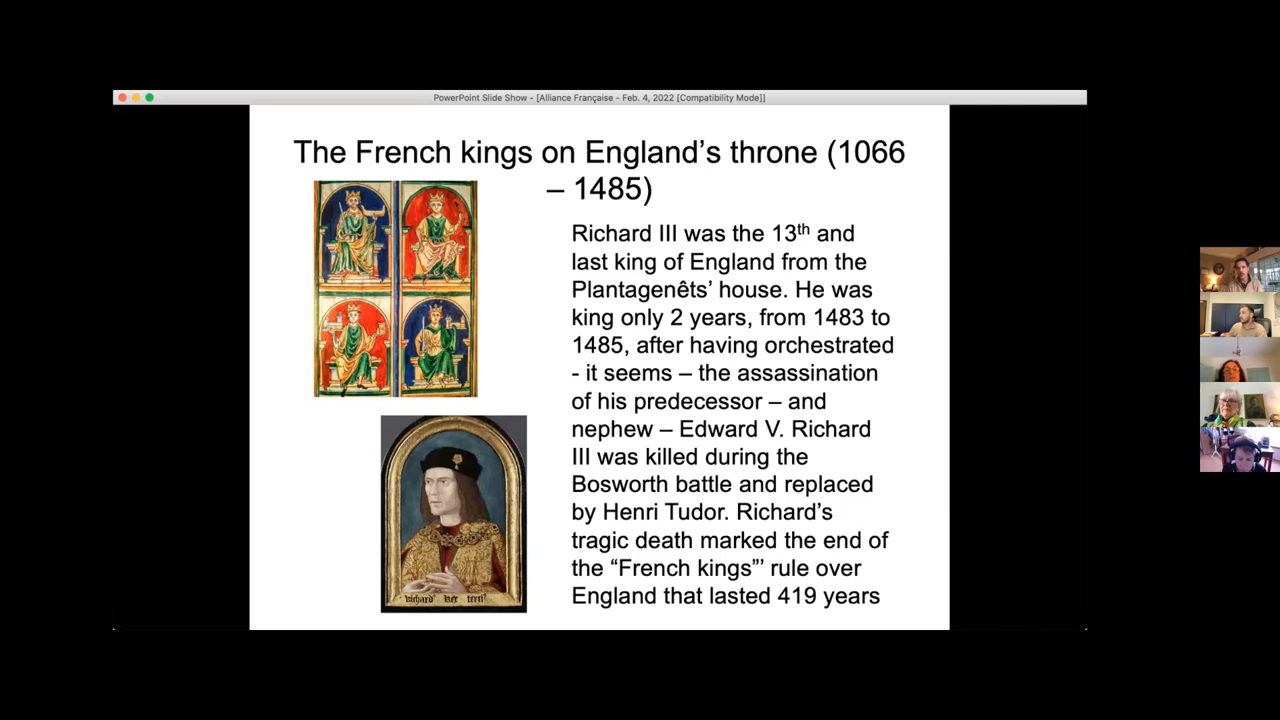 PowerPoint Slide Show - [Alliance Française - Feb. 4, 2022 [Compatibility Mode]]
The French kings on England’s throne (1066
– 1485)
Richard III was the 13th and
last king of England from the
Plantagenêts’ house. He was
king only 2 years, from 1483 to
1485, after having orchestrated
- it seems – the assassination
of his predecessor – and
nephew – Edward V. Richard
III was killed during the
Bosworth battle and replaced
by Henri Tudor. Richard’s
tragic death marked the end of
the “French kings”’ rule over
England that lasted 419 years